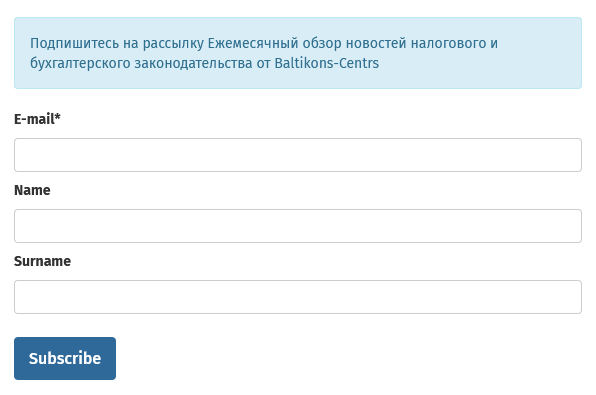 Подпишитесь на рассылку Ежемесячный обзор новостей налогового и
бухгалтерского законодательства от Baltikons-Centrs
E-mail*
Name
Surname
Subscribe